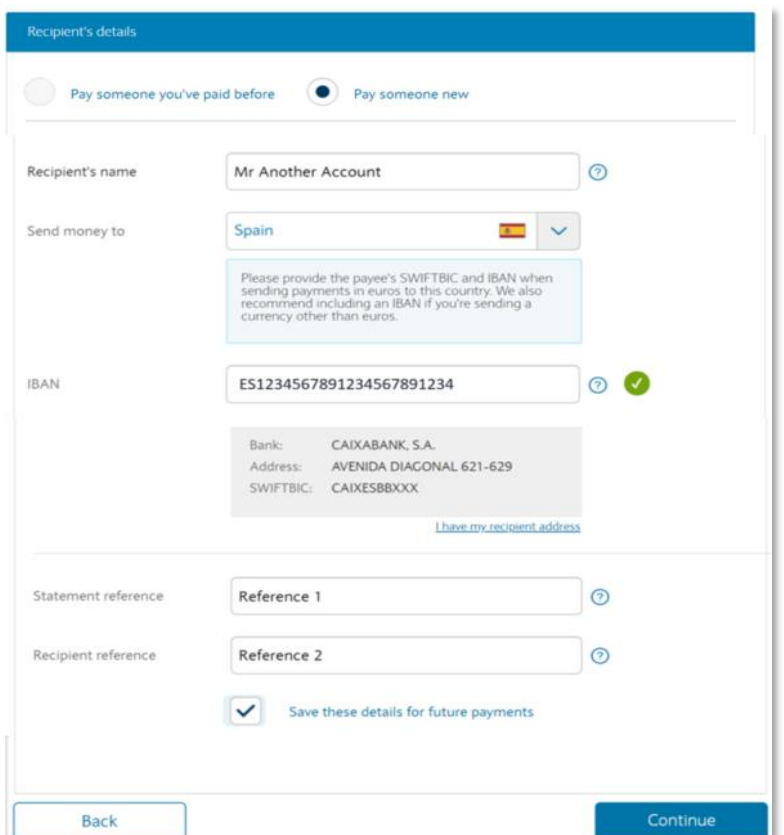 Recipient's details
Pay someone you've paid before Pay someone new
Recipient's name Mr Another Account ?
Send money to Spain
Please provide the payee's SWIFTBIC and IBAN when
sending payments in euros to this country. We also
recommend including an IBAN if you're sending a
currency other than euros.
IBAN ES1234567891234567891234 ?
Bank: CAIXABANK, S.A.
Address: AVENIDA DIAGONAL 621-629
SWIFTBIC: CAIXESBBXXX
I have my recipient address
Statement reference Reference 1 ?
Recipient reference Reference 2 ?
Save these details for future payments
Back Continue